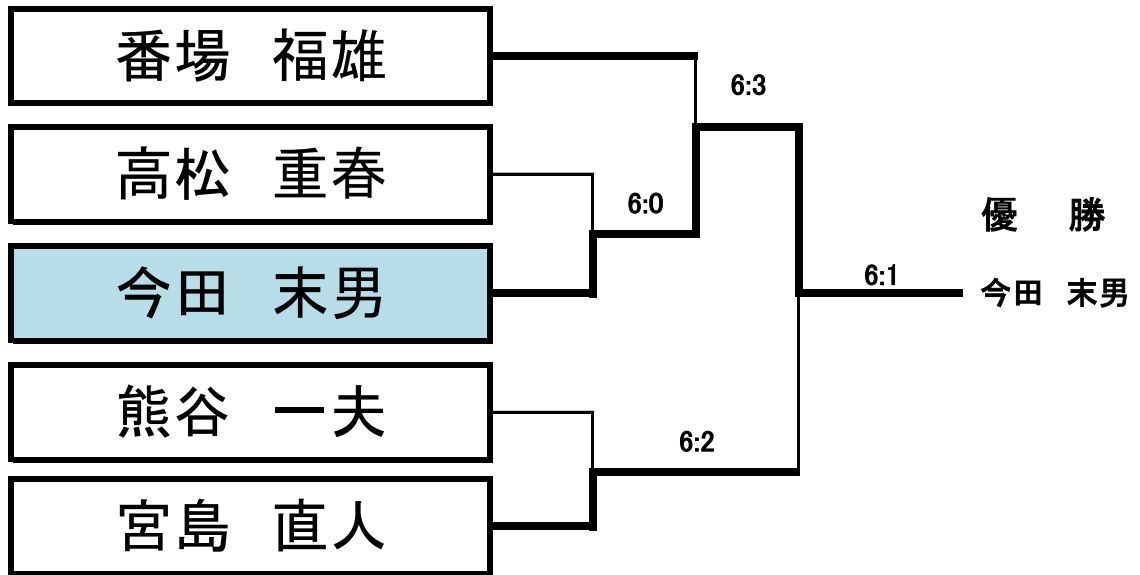 番場　福雄
6:3
高松　重春
6:0
優　勝
今田　末男
6:1
今田　末男
熊谷　一夫
6:2
宮島　直人